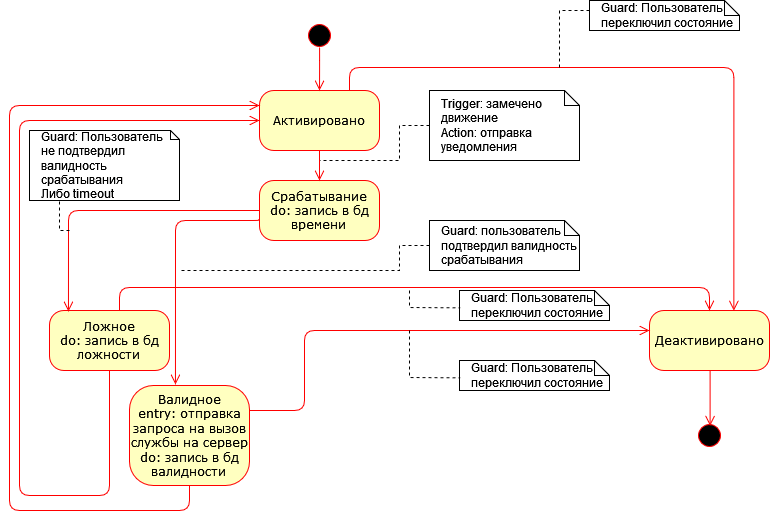 Guard: Пользователь
переключил состояние
Активировано
Trigger: замечено
движение
Action: отправка
уведомления
Guard: Пользователь
не подтвердил
валидность
срабатывания
Либо timeout
Срабатывание
do: запись в бд
времени
Guard: пользователь
подтвердил валидность
срабатывания
Guard: Пользователь
переключил состояние
Ложное
do: запись в бд
ложности
Деактивировано
Guard: Пользователь
переключил состояние
Валидное
entry: отправка
запроса на вызов
службы на сервер
do: запись в бд
валидности